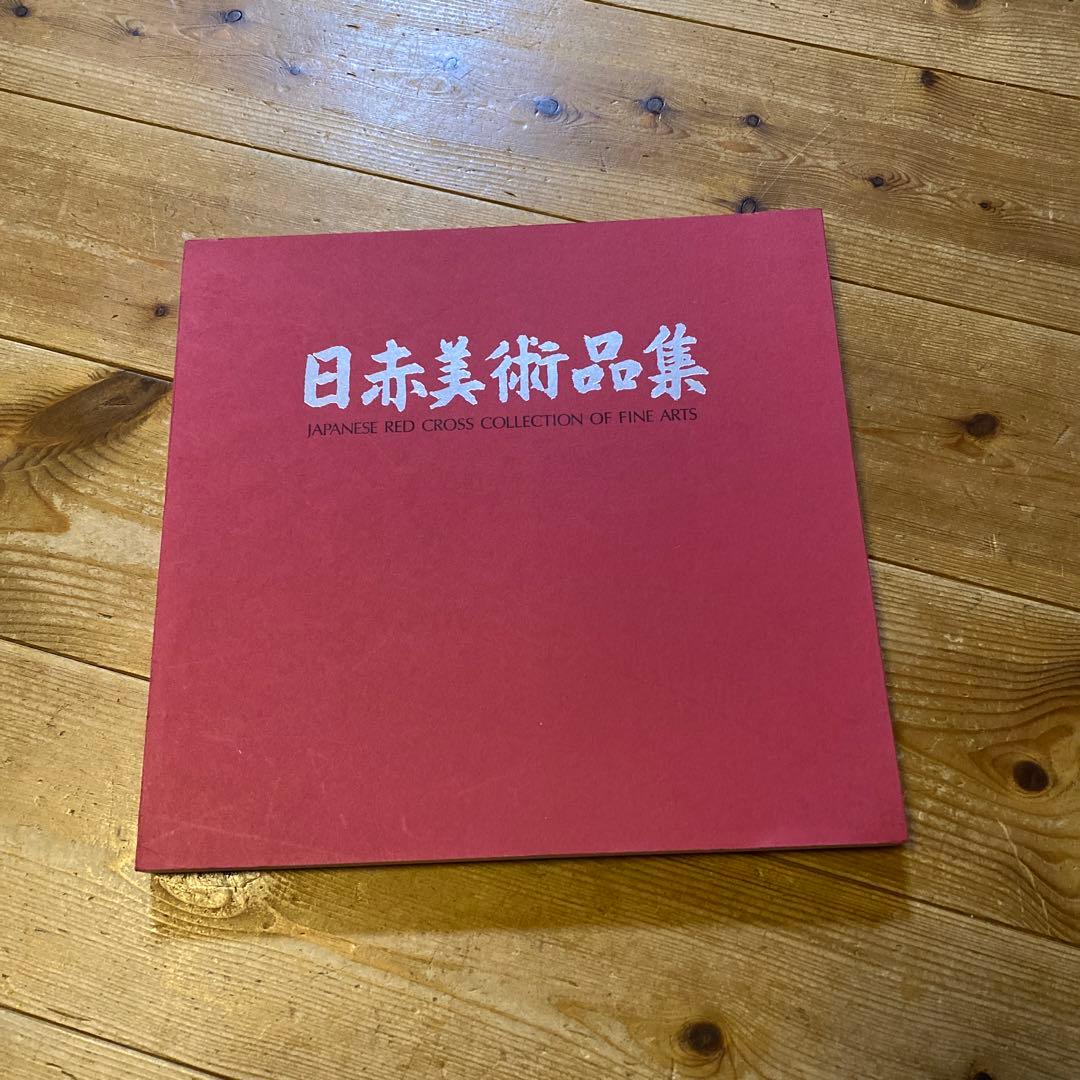 日赤美術品集
JAPANESE RED CROSS COLLECTION OF FINE ARTS